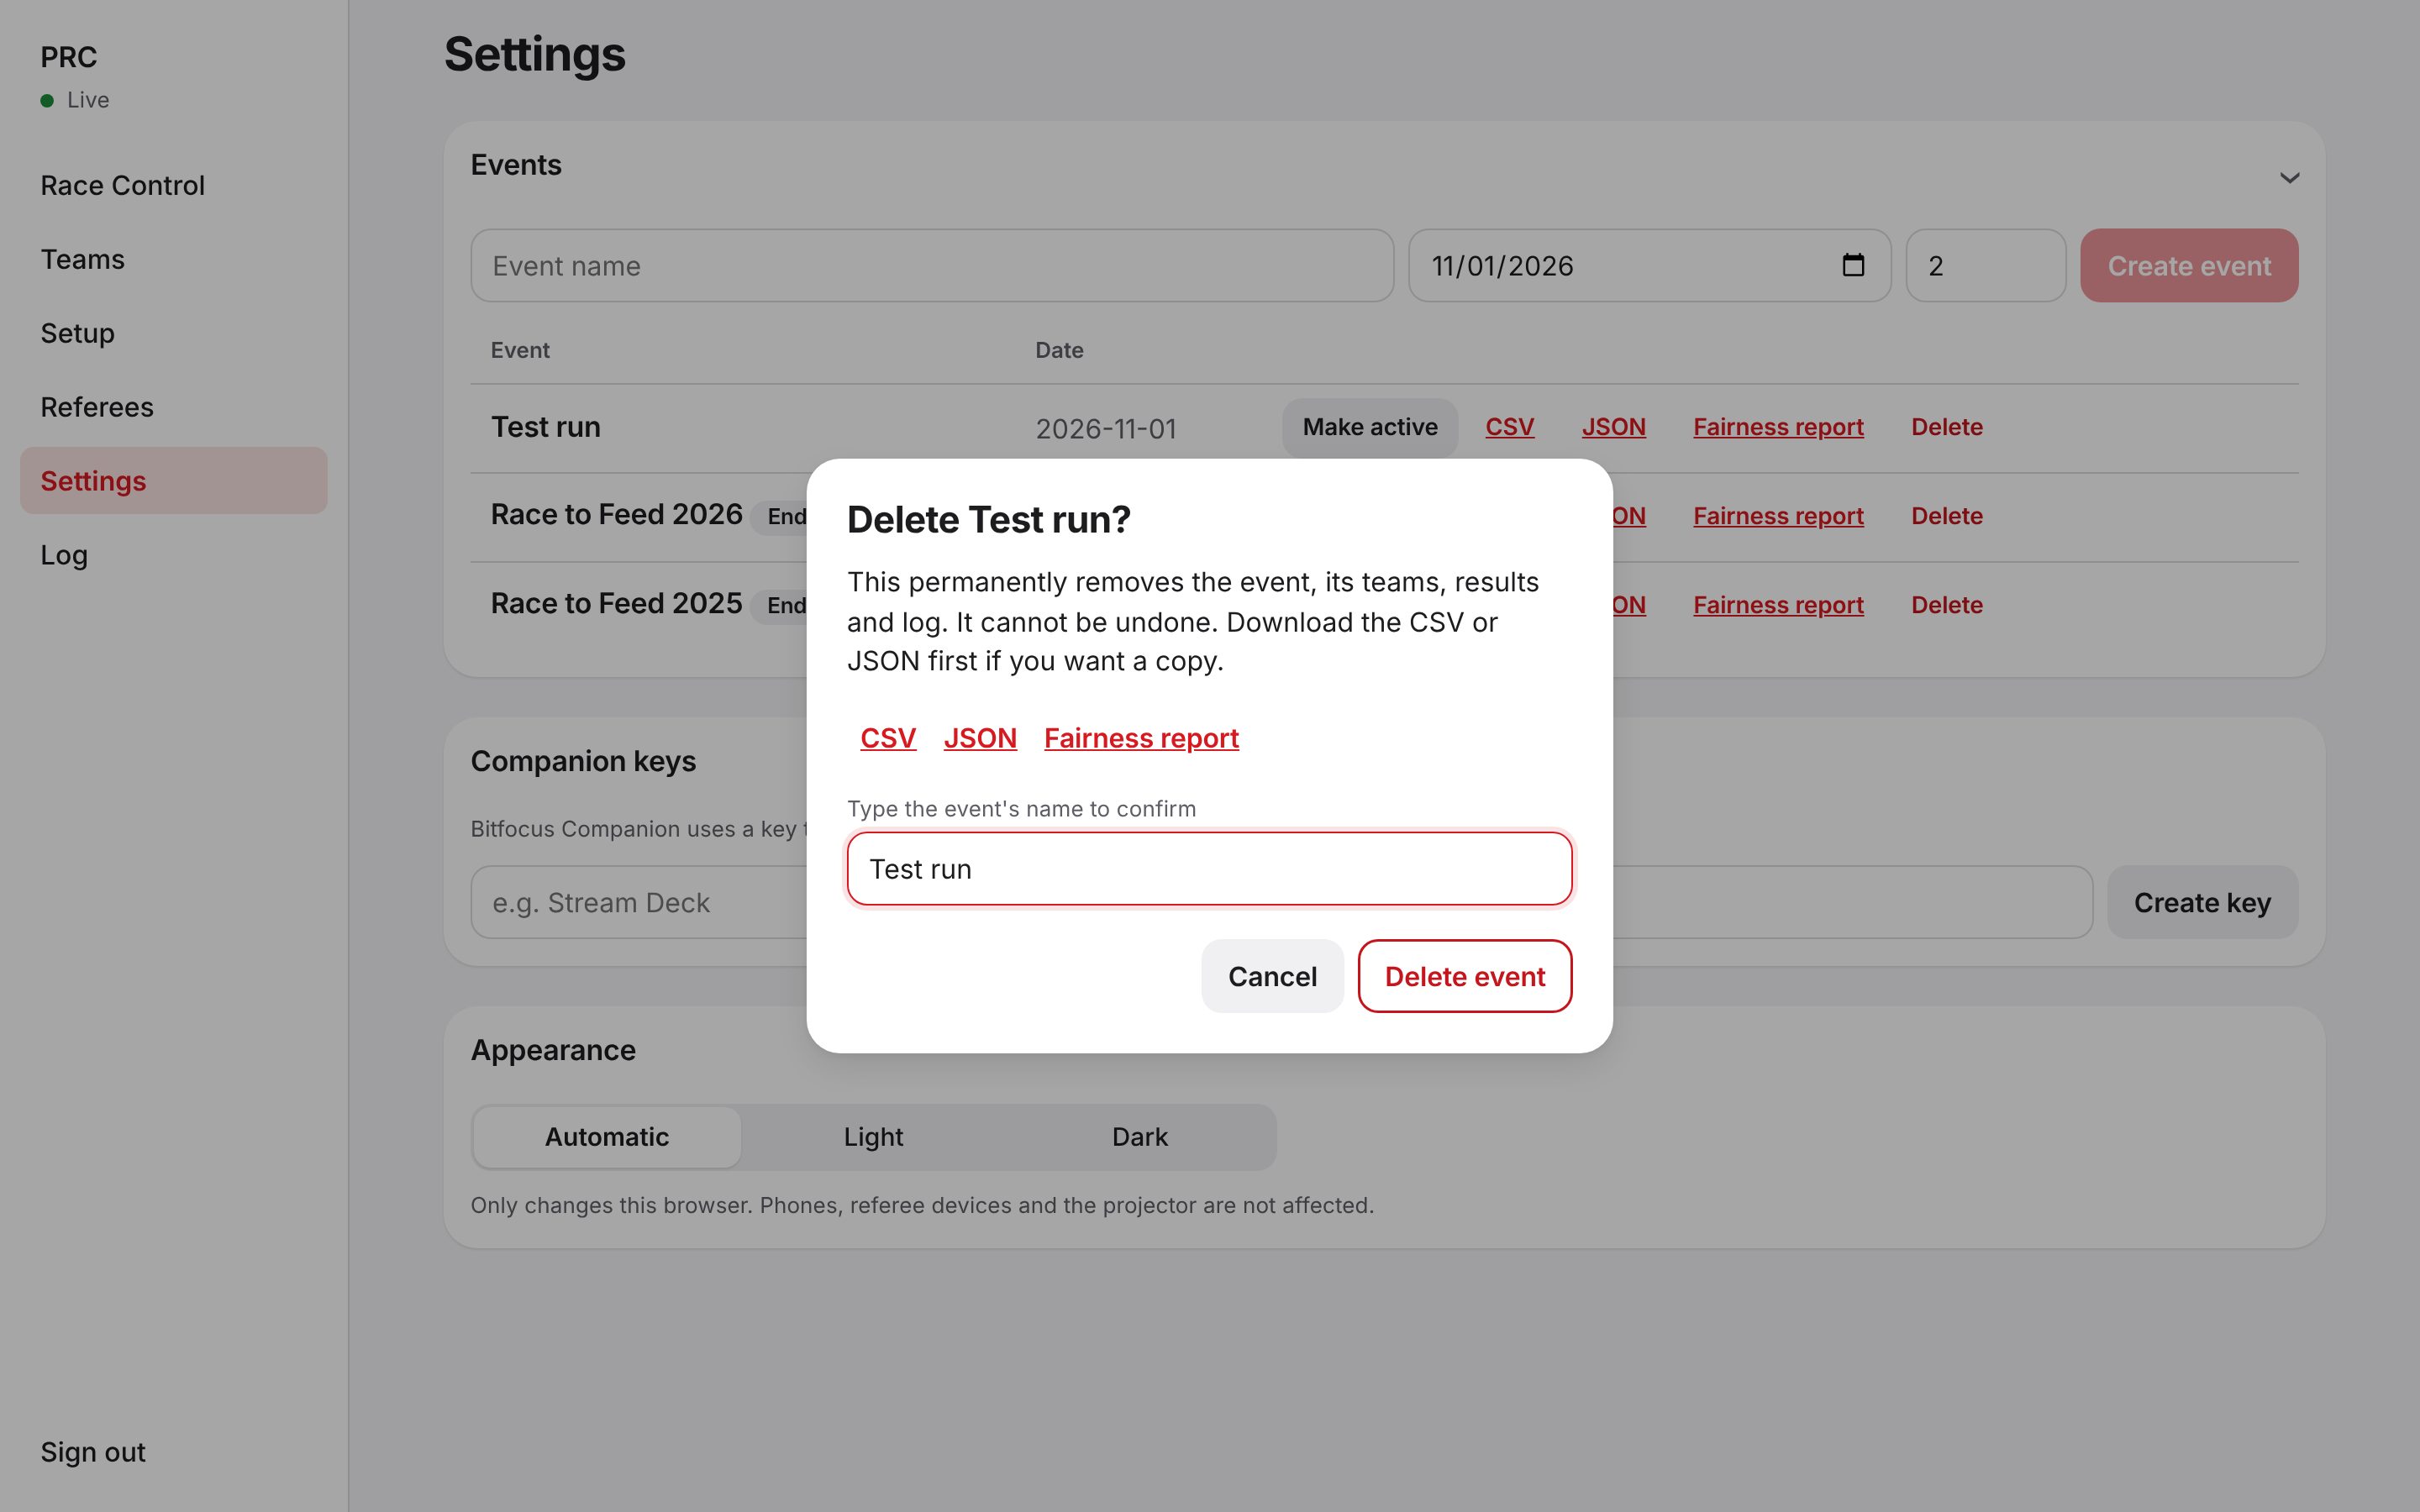 PRC
Live
Race Control
Teams
Setup
Referees
Settings
Log
Sign out
Settings
Events
Event name
11/01/2026
2
Create event
Event Date
Test run 2026-11-01 Make active CSV JSON Fairness report Delete
Race to Feed 2026 Fairness report Delete
Race to Feed 2025 Fairness report Delete
Delete Test run?
This permanently removes the event, its teams, results
and log. It cannot be undone. Download the CSV or
JSON first if you want a copy.
CSV JSON Fairness report
Type the event's name to confirm
Test run
Cancel Delete event
Companion keys
Bitfocus Companion uses a key
e.g. Stream Deck
Create key
Appearance
Automatic Light Dark
Only changes this browser. Phones, referee devices and the projector are not affected.